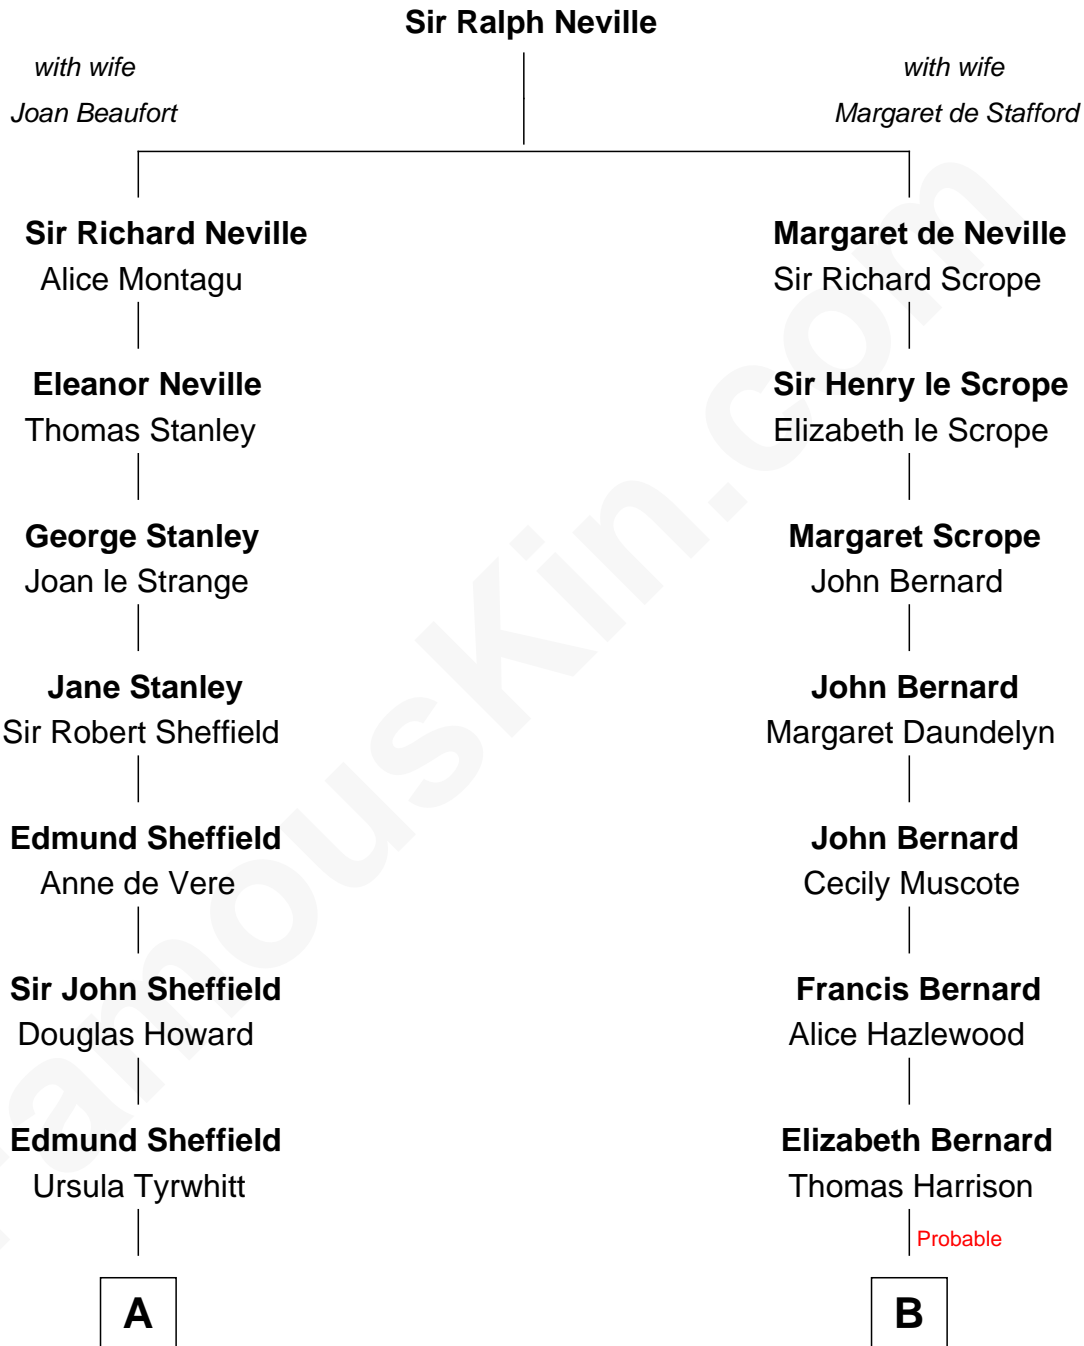 Sir Ralph Neville
with wife
Joan Beaufort
with wife
Margaret de Stafford
Sir Richard Neville
Alice Montagu
Margaret de Neville
Sir Richard Scrope
Eleanor Neville
Thomas Stanley
Sir Henry le Scrope
Elizabeth le Scrope
George Stanley
Joan le Strange
Margaret Scrope
John Bernard
Jane Stanley
Sir Robert Sheffield
John Bernard
Margaret Daundelyn
Edmund Sheffield
Anne de Vere
John Bernard
Cecily Muscote
Sir John Sheffield
Douglas Howard
Francis Bernard
Alice Hazlewood
Edmund Sheffield
Ursula Tyrwhitt
Elizabeth Bernard
Thomas Harrison
Probable
A
B
FamousKin.com